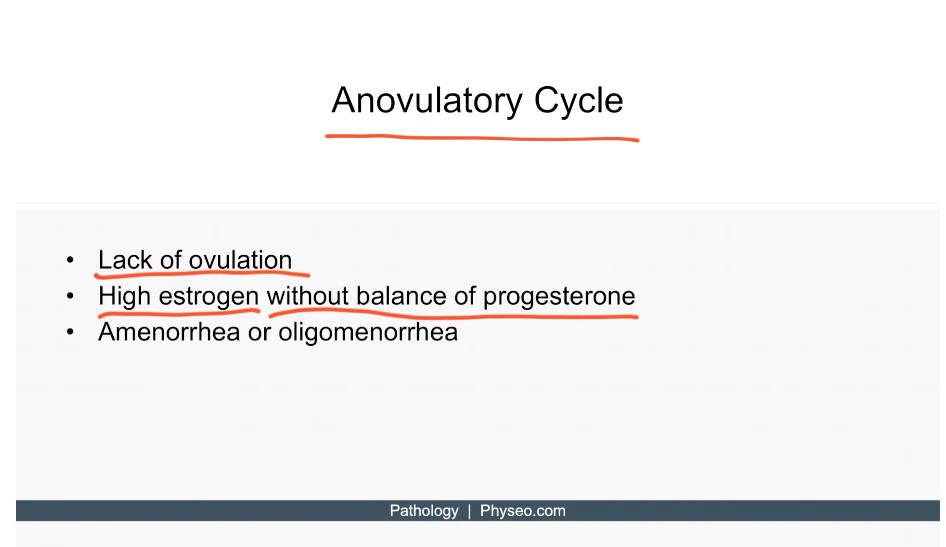 Anovulatory Cycle
• Lack of ovulation
• High estrogen without balance of progesterone
• Amenorrhea or oligomenorrhea
Pathology | Physeo.com